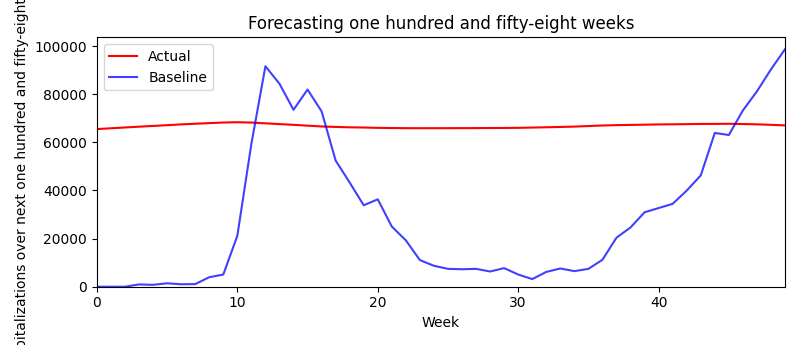 Forecasting one hundred and fifty-eight weeks
Actual
Baseline
100000
80000
60000
40000
20000
0
0
10
20
30
40
Week
over next one hundred and fifty-eight